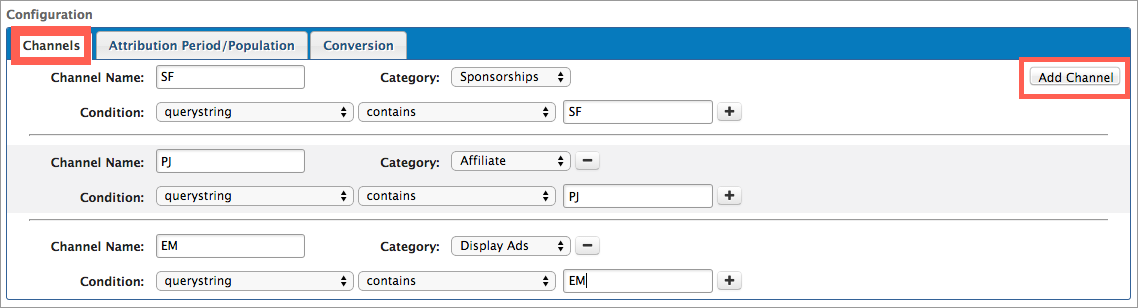 Configuration
Channels Attribution Period/Population Conversion
Channel Name: SF Category: Sponsorships Add Channel
Condition: querystring contains SF +
Channel Name: PJ Category: Affiliate −
Condition: querystring contains PJ +
Channel Name: EM Category: Display Ads −
Condition: querystring contains EM +